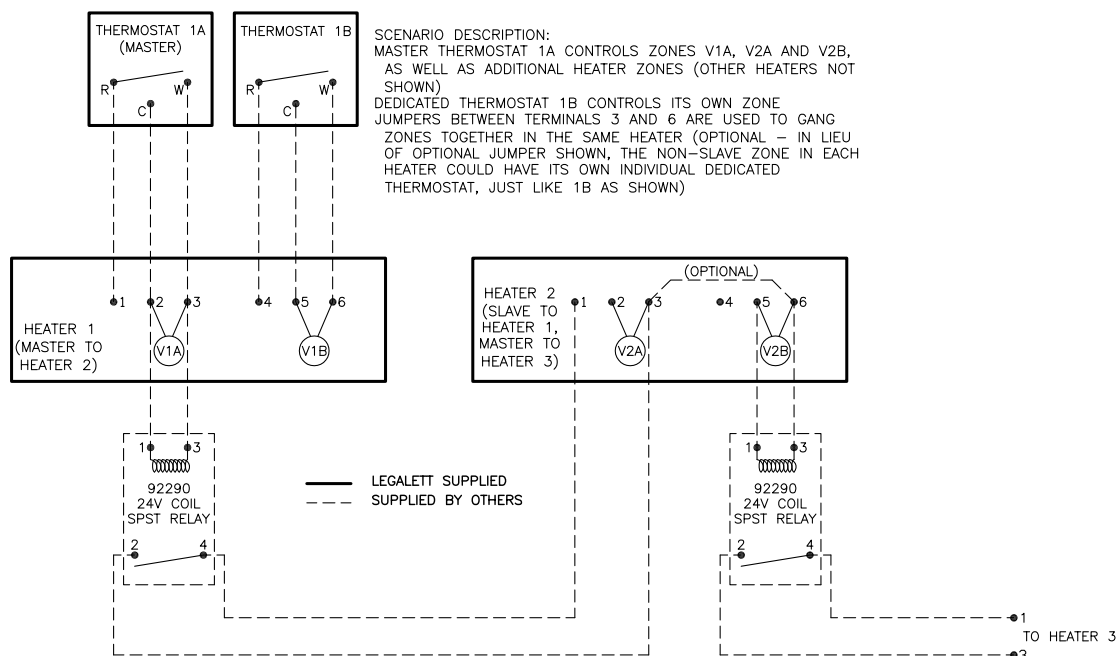 THERMOSTAT 1A
(MASTER)
R
W
C
THERMOSTAT 1B
R
W
C
SCENARIO DESCRIPTION:
MASTER THERMOSTAT 1A CONTROLS ZONES V1A, V2A AND V2B,
AS WELL AS ADDITIONAL HEATER ZONES (OTHER HEATERS NOT
SHOWN)
DEDICATED THERMOSTAT 1B CONTROLS ITS OWN ZONE
JUMPERS BETWEEN TERMINALS 3 AND 6 ARE USED TO GANG
ZONES TOGETHER IN THE SAME HEATER (OPTIONAL – IN LIEU
OF OPTIONAL JUMPER SHOWN, THE NON–SLAVE ZONE IN EACH
HEATER COULD HAVE ITS OWN INDIVIDUAL DEDICATED
THERMOSTAT, JUST LIKE 1B AS SHOWN)
HEATER 1
(MASTER TO
HEATER 2)
1
2
3
4
5
6
V1A
V1B
HEATER 2
(SLAVE TO
HEATER 1,
MASTER TO
HEATER 3)
(OPTIONAL)
1
2
3
4
5
6
V2A
V2B
1
3
92290
24V COIL
SPST RELAY
2
4
LEGALETT SUPPLIED
SUPPLIED BY OTHERS
1
3
92290
24V COIL
SPST RELAY
2
4
1
TO HEATER 3
3